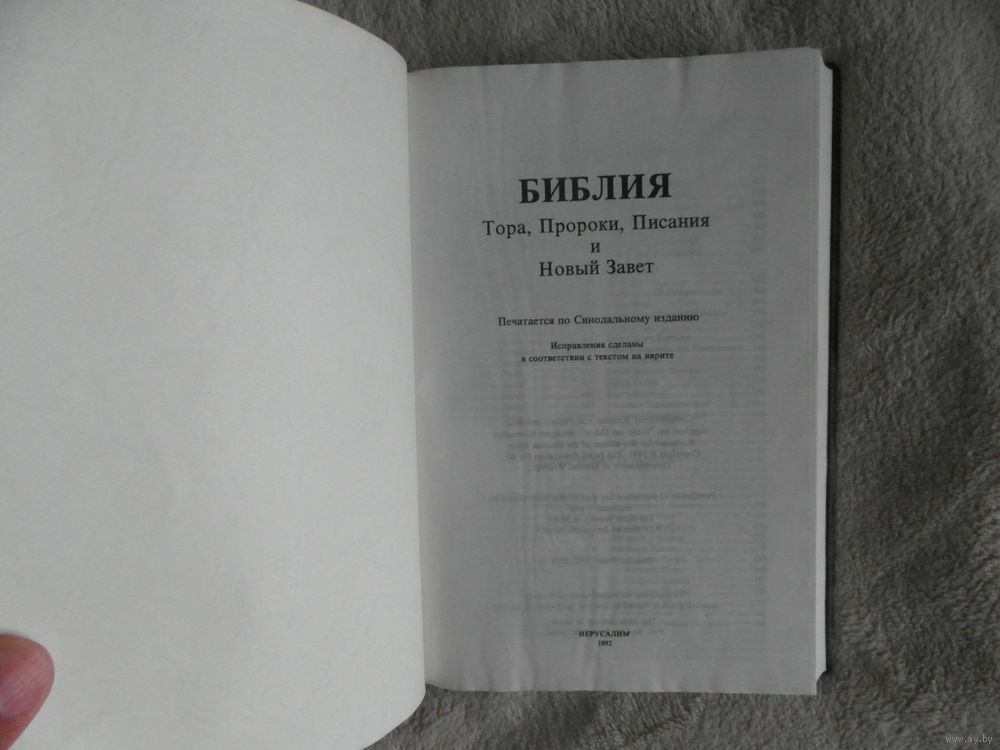 БИБЛИЯ
Тора, Пророки, Писания
и
Новый Завет
Печатается по Синодальному изданию
Исправления сделаны
в соответствии с текстом на иврите
ИЕРУСАЛИМ
1992
www.ay.by